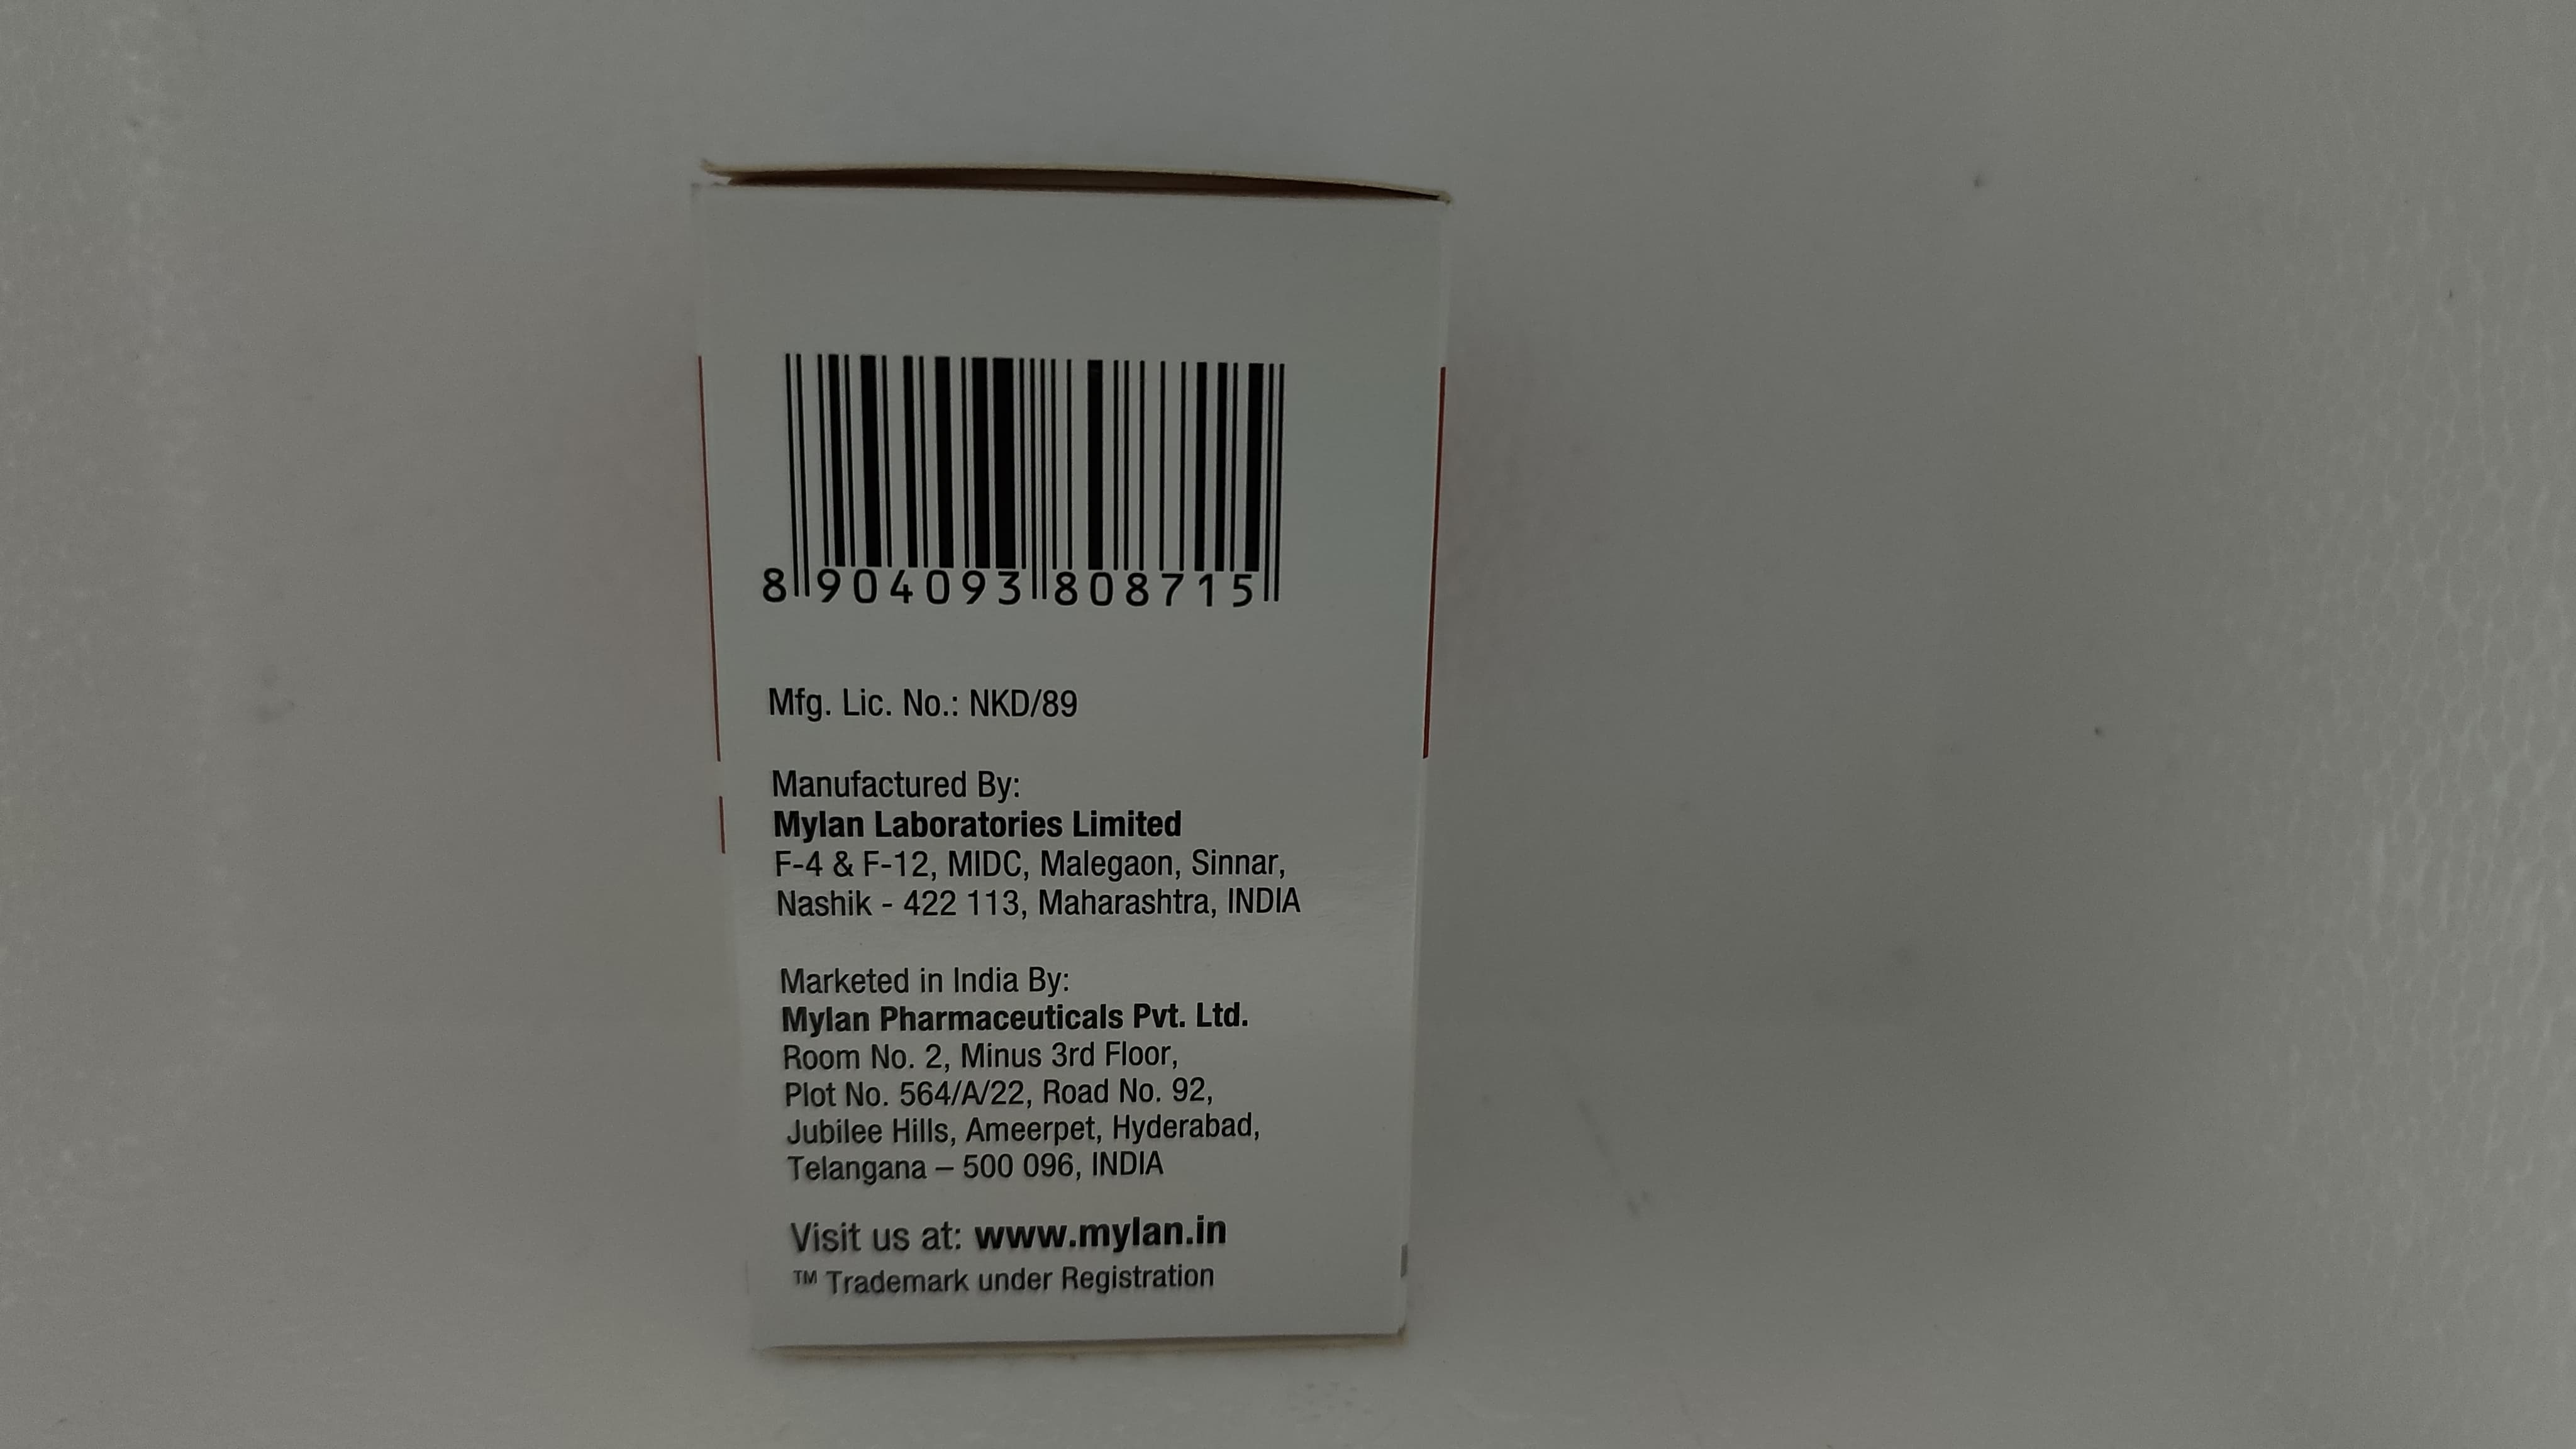 8 904093 808715
Mfg. Lic. No.: NKD/89
Manufactured By:
Mylan Laboratories Limited
F-4 & F-12, MIDC, Malegaon, Sinnar,
Nashik - 422 113, Maharashtra, INDIA
Marketed in India By:
Mylan Pharmaceuticals Pvt. Ltd.
Room No. 2, Minus 3rd Floor,
Plot No. 564/A/22, Road No. 92,
Jubilee Hills, Ameerpet, Hyderabad,
Telangana – 500 096, INDIA
Visit us at: www.mylan.in
™ Trademark under Registration